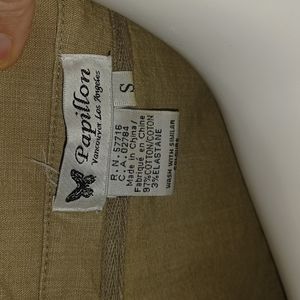 Papillon
Vancouver Los Angeles
S
R.N. 57716
C.A. 02784
Made in China/
Fabriqué en Chine
97%COTTON/COTON
3%ELASTANE
WASH WITH SIMILAR